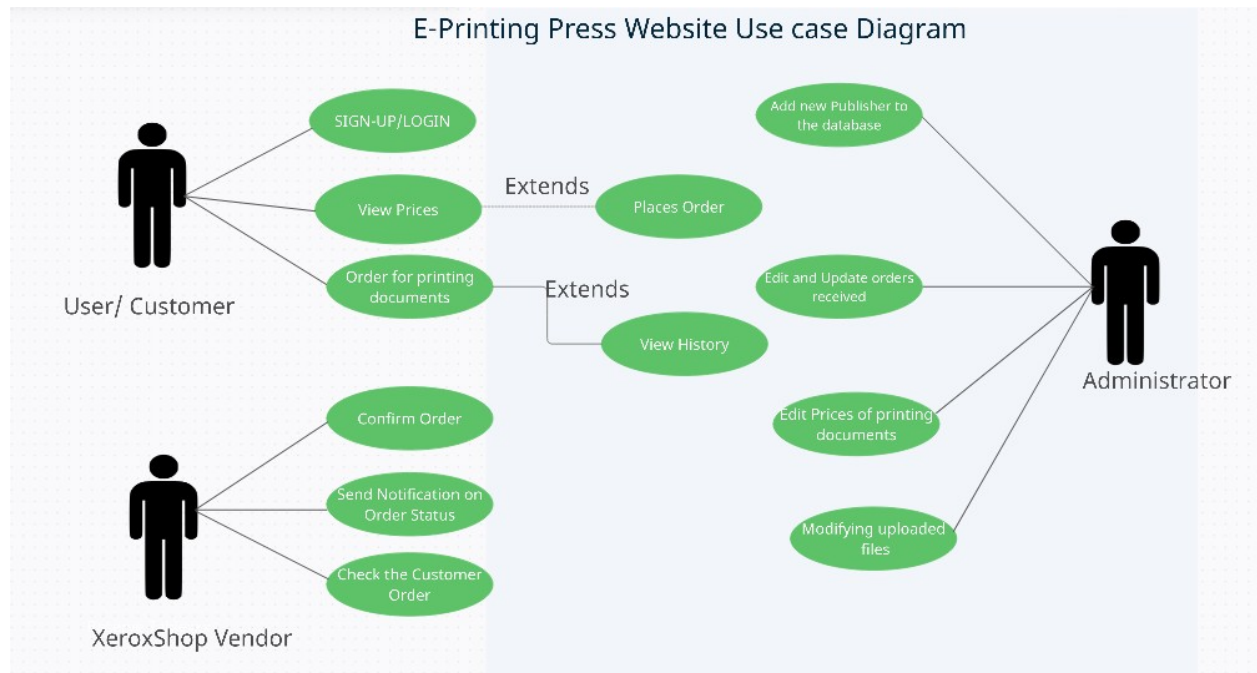 E-Printing Press Website Use case Diagram
SIGN-UP/LOGIN
View Prices
Extends
Places Order
Order for printing
documents
Extends
View History
User/ Customer
Confirm Order
Send Notification on
Order Status
Check the Customer
Order
XeroxShop Vendor
Add new Publisher to
the database
Edit and Update orders
received
Edit Prices of printing
documents
Modifying uploaded
files
Administrator